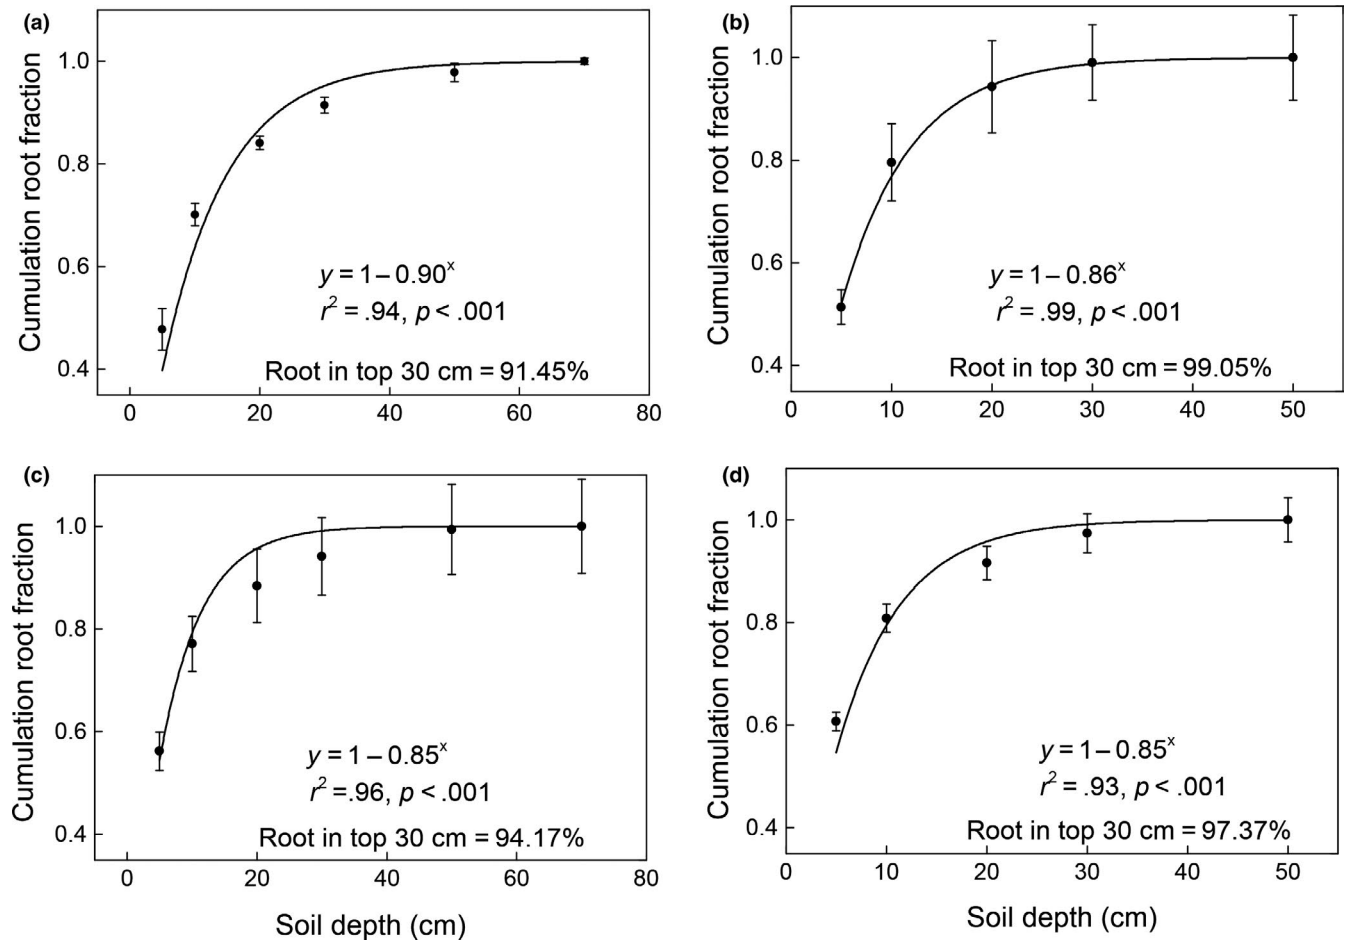 (a)
Cumulation root fraction
1.0
0.8
0.6
0.4
y = 1 – 0.90ˣ
r² = .94, p < .001
Root in top 30 cm = 91.45%
0 20 40 60 80
(b)
Cumulation root fraction
1.0
0.8
0.6
0.4
y = 1 – 0.86ˣ
r² = .99, p < .001
Root in top 30 cm = 99.05%
0 10 20 30 40 50
(c)
Cumulation root fraction
1.0
0.8
0.6
0.4
y = 1 – 0.85ˣ
r² =.96, p < .001
Root in top 30 cm = 94.17%
0 20 40 60 80
Soil depth (cm)
(d)
Cumulation root fraction
1.0
0.8
0.6
0.4
y = 1 – 0.85ˣ
r² = .93, p < .001
Root in top 30 cm = 97.37%
0 10 20 30 40 50
Soil depth (cm)